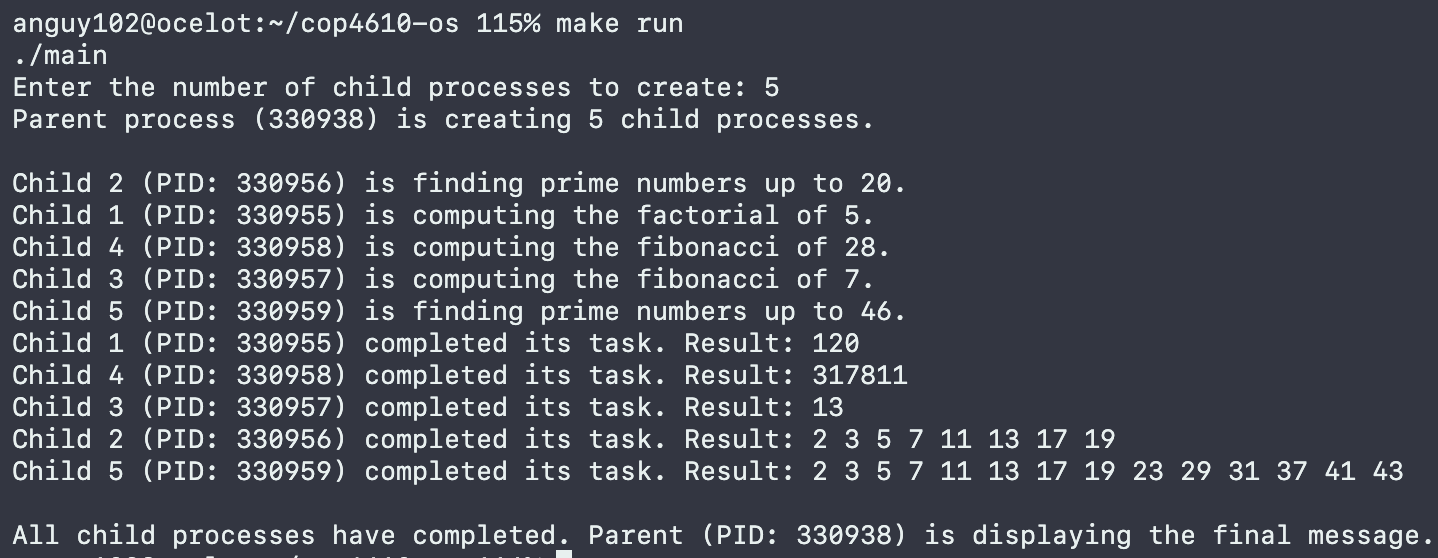 anguy102@ocelot:~/cop4610-os 115% make run
./main
Enter the number of child processes to create: 5
Parent process (330938) is creating 5 child processes.
Child 2 (PID: 330956) is finding prime numbers up to 20.
Child 1 (PID: 330955) is computing the factorial of 5.
Child 4 (PID: 330958) is computing the fibonacci of 28.
Child 3 (PID: 330957) is computing the fibonacci of 7.
Child 5 (PID: 330959) is finding prime numbers up to 46.
Child 1 (PID: 330955) completed its task. Result: 120
Child 4 (PID: 330958) completed its task. Result: 317811
Child 3 (PID: 330957) completed its task. Result: 13
Child 2 (PID: 330956) completed its task. Result: 2 3 5 7 11 13 17 19
Child 5 (PID: 330959) completed its task. Result: 2 3 5 7 11 13 17 19 23 29 31 37 41 43
All child processes have completed. Parent (PID: 330938) is displaying the final message.